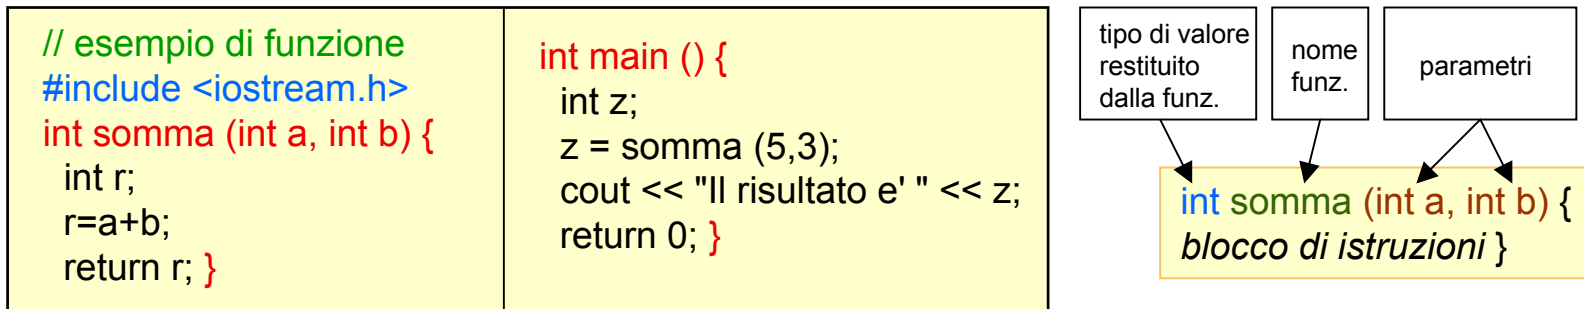 // esempio di funzione
#include <iostream.h>
int somma (int a, int b) {
int r;
r=a+b;
return r; }
int main () {
int z;
z = somma (5,3);
cout << "Il risultato e' " << z;
return 0; }
tipo di valore
restituito
dalla funz.
nome
funz.
parametri
int somma (int a, int b) {
blocco di istruzioni }